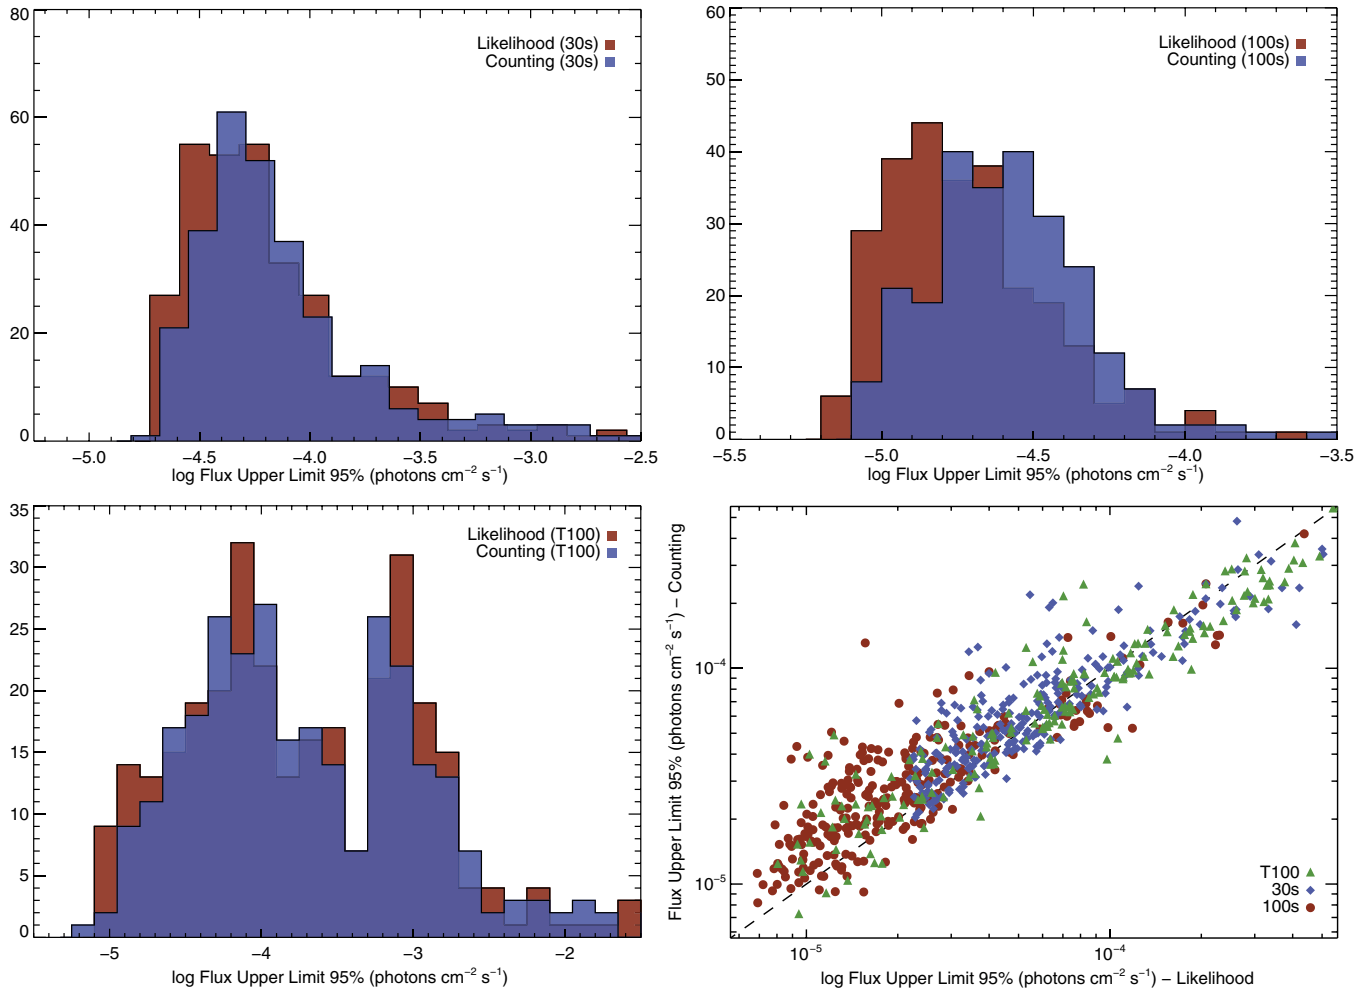 80
60
40
20
0
Likelihood (30s)
Counting (30s)
−5.0 −4.5 −4.0 −3.5 −3.0 −2.5
log Flux Upper Limit 95% (photons cm⁻² s⁻¹)
60
50
40
30
20
10
0
Likelihood (100s)
Counting (100s)
−5.5 −5.0 −4.5 −4.0 −3.5
log Flux Upper Limit 95% (photons cm⁻² s⁻¹)
35
30
25
20
15
10
5
0
Likelihood (T100)
Counting (T100)
−5 −4 −3 −2
log Flux Upper Limit 95% (photons cm⁻² s⁻¹)
Flux Upper Limit 95% (photons cm⁻² s⁻¹) – Counting
10⁻⁴
10⁻⁵
T100
30s
100s
10⁻⁵ 10⁻⁴
log Flux Upper Limit 95% (photons cm⁻² s⁻¹) – Likelihood